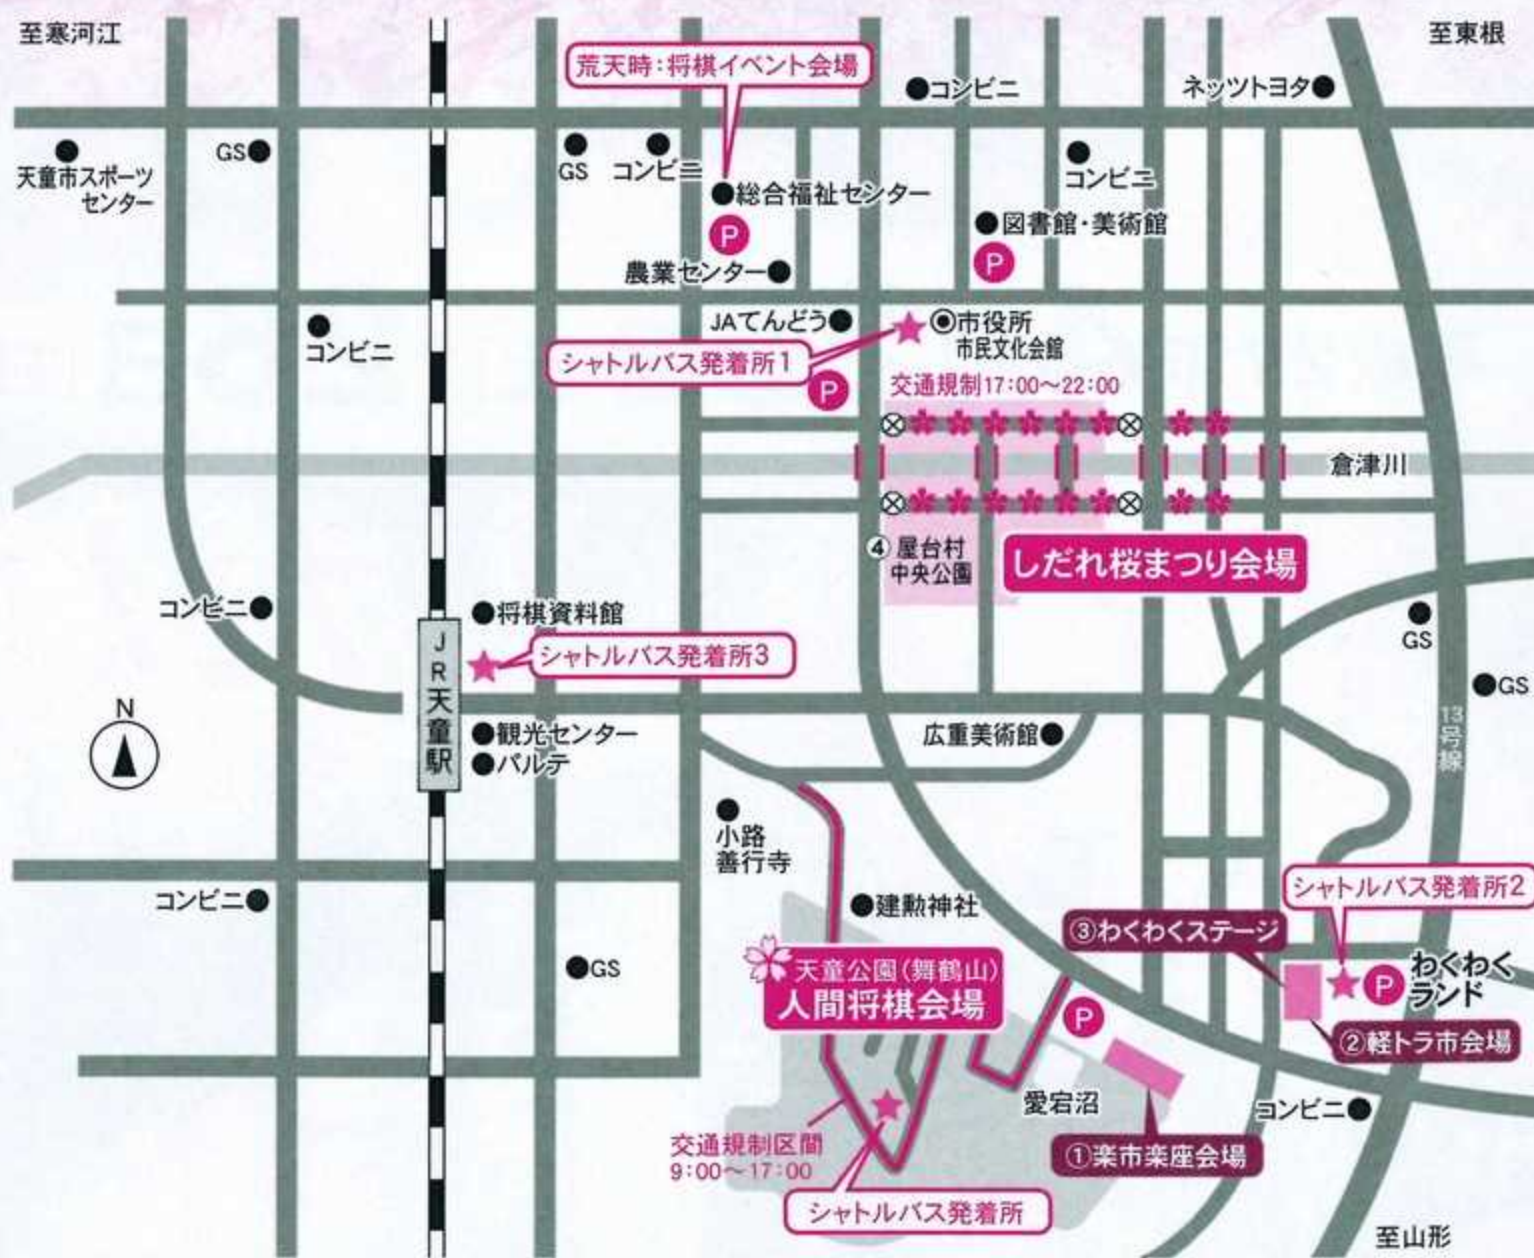 至寒河江
至東根
荒天時：将棋イベント会場
コンビニ
ネッツトヨタ
天童市スポーツ
センター
GS
GS
コンビニ
総合福祉センター
P
コンビニ
図書館・美術館
P
農業センター
コンビニ
JAてんどう
市役所
市民文化会館
シャトルバス発着所1
P
交通規制17:00〜22:00
倉津川
④ 屋台村
中央公園
しだれ桜まつり会場
コンビニ
将棋資料館
シャトルバス発着所3
JR天童駅
GS
GS
13号線
N
観光センター
パルテ
広重美術館
小路
善行寺
コンビニ
建勲神社
シャトルバス発着所2
③わくわくステージ
GS
天童公園(舞鶴山)
人間将棋会場
P
わくわく
ランド
P
②軽トラ市会場
愛宕沼
コンビニ
交通規制区間
9:00〜17:00
①楽市楽座会場
シャトルバス発着所
至山形